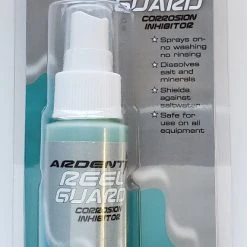 GUARD
CORROSION
INHIBITOR
Sprays on-
no washing
no rinsing
Dissolves
salt and
minerals
Shields
against
saltwater
Safe for
use on all
equipment
ARDENT
REEL
GUARD
CORROSION
INHIBITOR